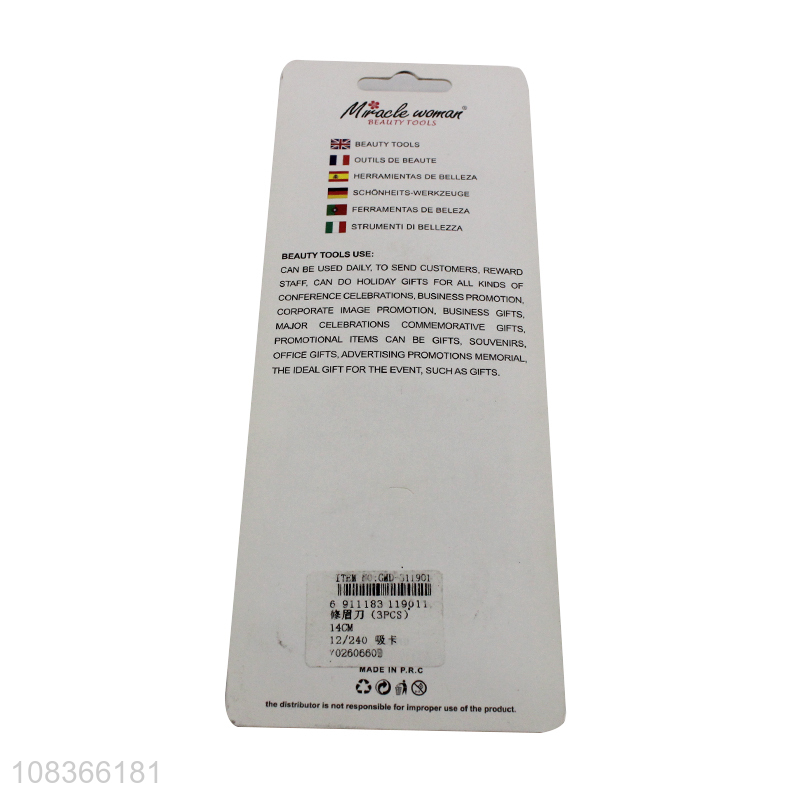 Miracle woman®
BEAUTY TOOLS
BEAUTY TOOLS
OUTILS DE BEAUTE
HERRAMIENTAS DE BELLEZA
SCHÖNHEITS-WERKZEUGE
FERRAMENTAS DE BELEZA
STRUMENTI DI BELLEZZA
BEAUTY TOOLS USE:
CAN BE USED DAILY, TO SEND CUSTOMERS, REWARD
STAFF, CAN DO HOLIDAY GIFTS FOR ALL KINDS OF
CONFERENCE CELEBRATIONS, BUSINESS PROMOTION,
CORPORATE IMAGE PROMOTION, BUSINESS GIFTS,
MAJOR CELEBRATIONS COMMEMORATIVE GIFTS,
PROMOTIONAL ITEMS CAN BE GIFTS, SOUVENIRS,
OFFICE GIFTS, ADVERTISING PROMOTIONS MEMORIAL,
THE IDEAL GIFT FOR THE EVENT, SUCH AS GIFTS.
ITEM NO:GMD-311901
6 911183 119011
修眉刀 (3PCS)
14CM
12/240 吸卡
MADE IN P.R.C
the distributor is not responsible for improper use of the product.
108366181